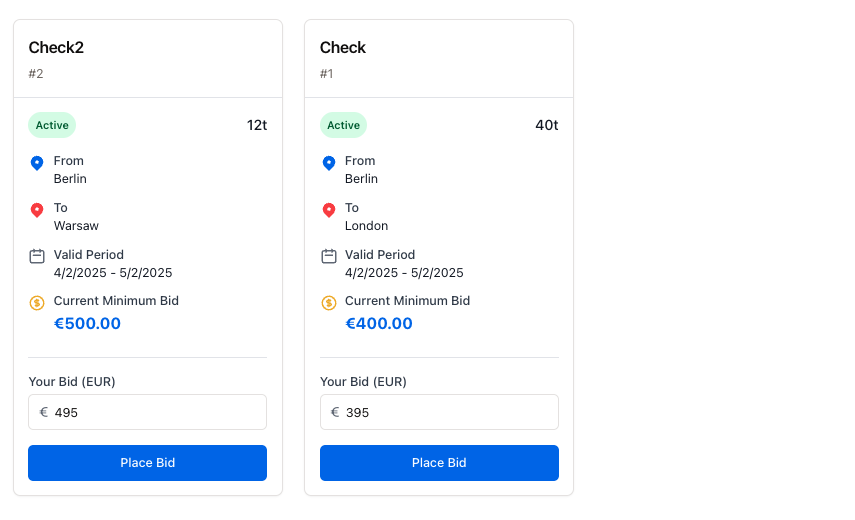 Check2
#2
Active
12t
From
Berlin
To
Warsaw
Valid Period
4/2/2025 - 5/2/2025
Current Minimum Bid
€500.00
Your Bid (EUR)
€ 495
Place Bid
Check
#1
Active
40t
From
Berlin
To
London
Valid Period
4/2/2025 - 5/2/2025
Current Minimum Bid
€400.00
Your Bid (EUR)
€ 395
Place Bid